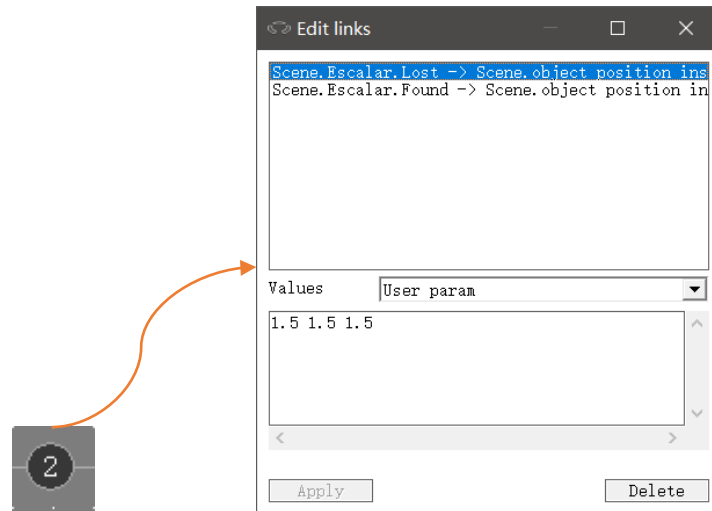 Edit links
Scene.Escalar.Lost -> Scene.object position ins
Scene.Escalar.Found -> Scene.object position in
Values
User param
1.5 1.5 1.5
2
Apply
Delete